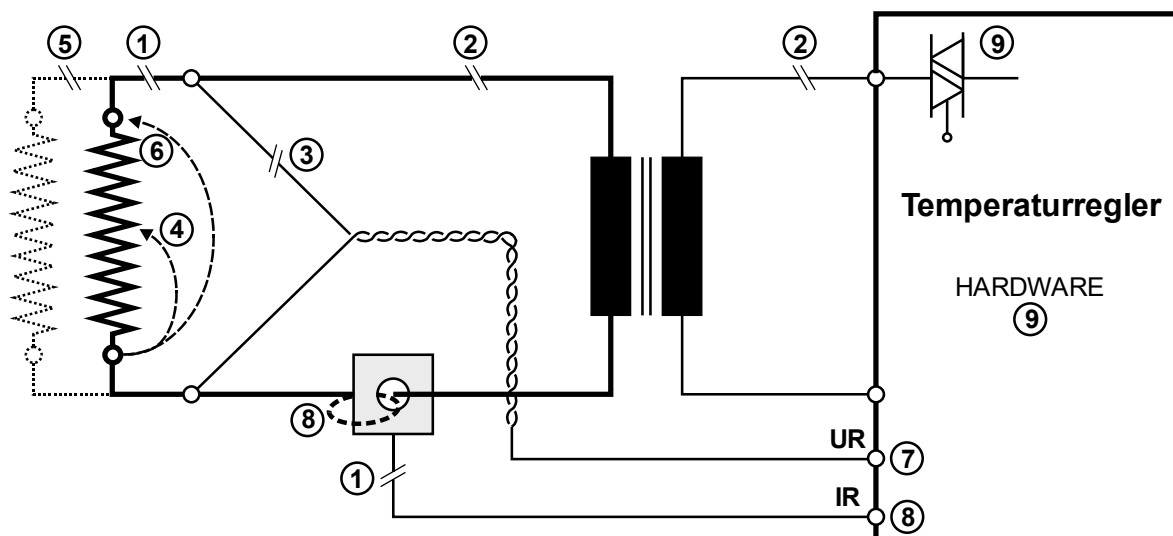 ⑤ ① ② ② ⑨
⑥ ③
④
Temperaturregler
HARDWARE
⑨
⑧
UR ⑦
①
IR ⑧